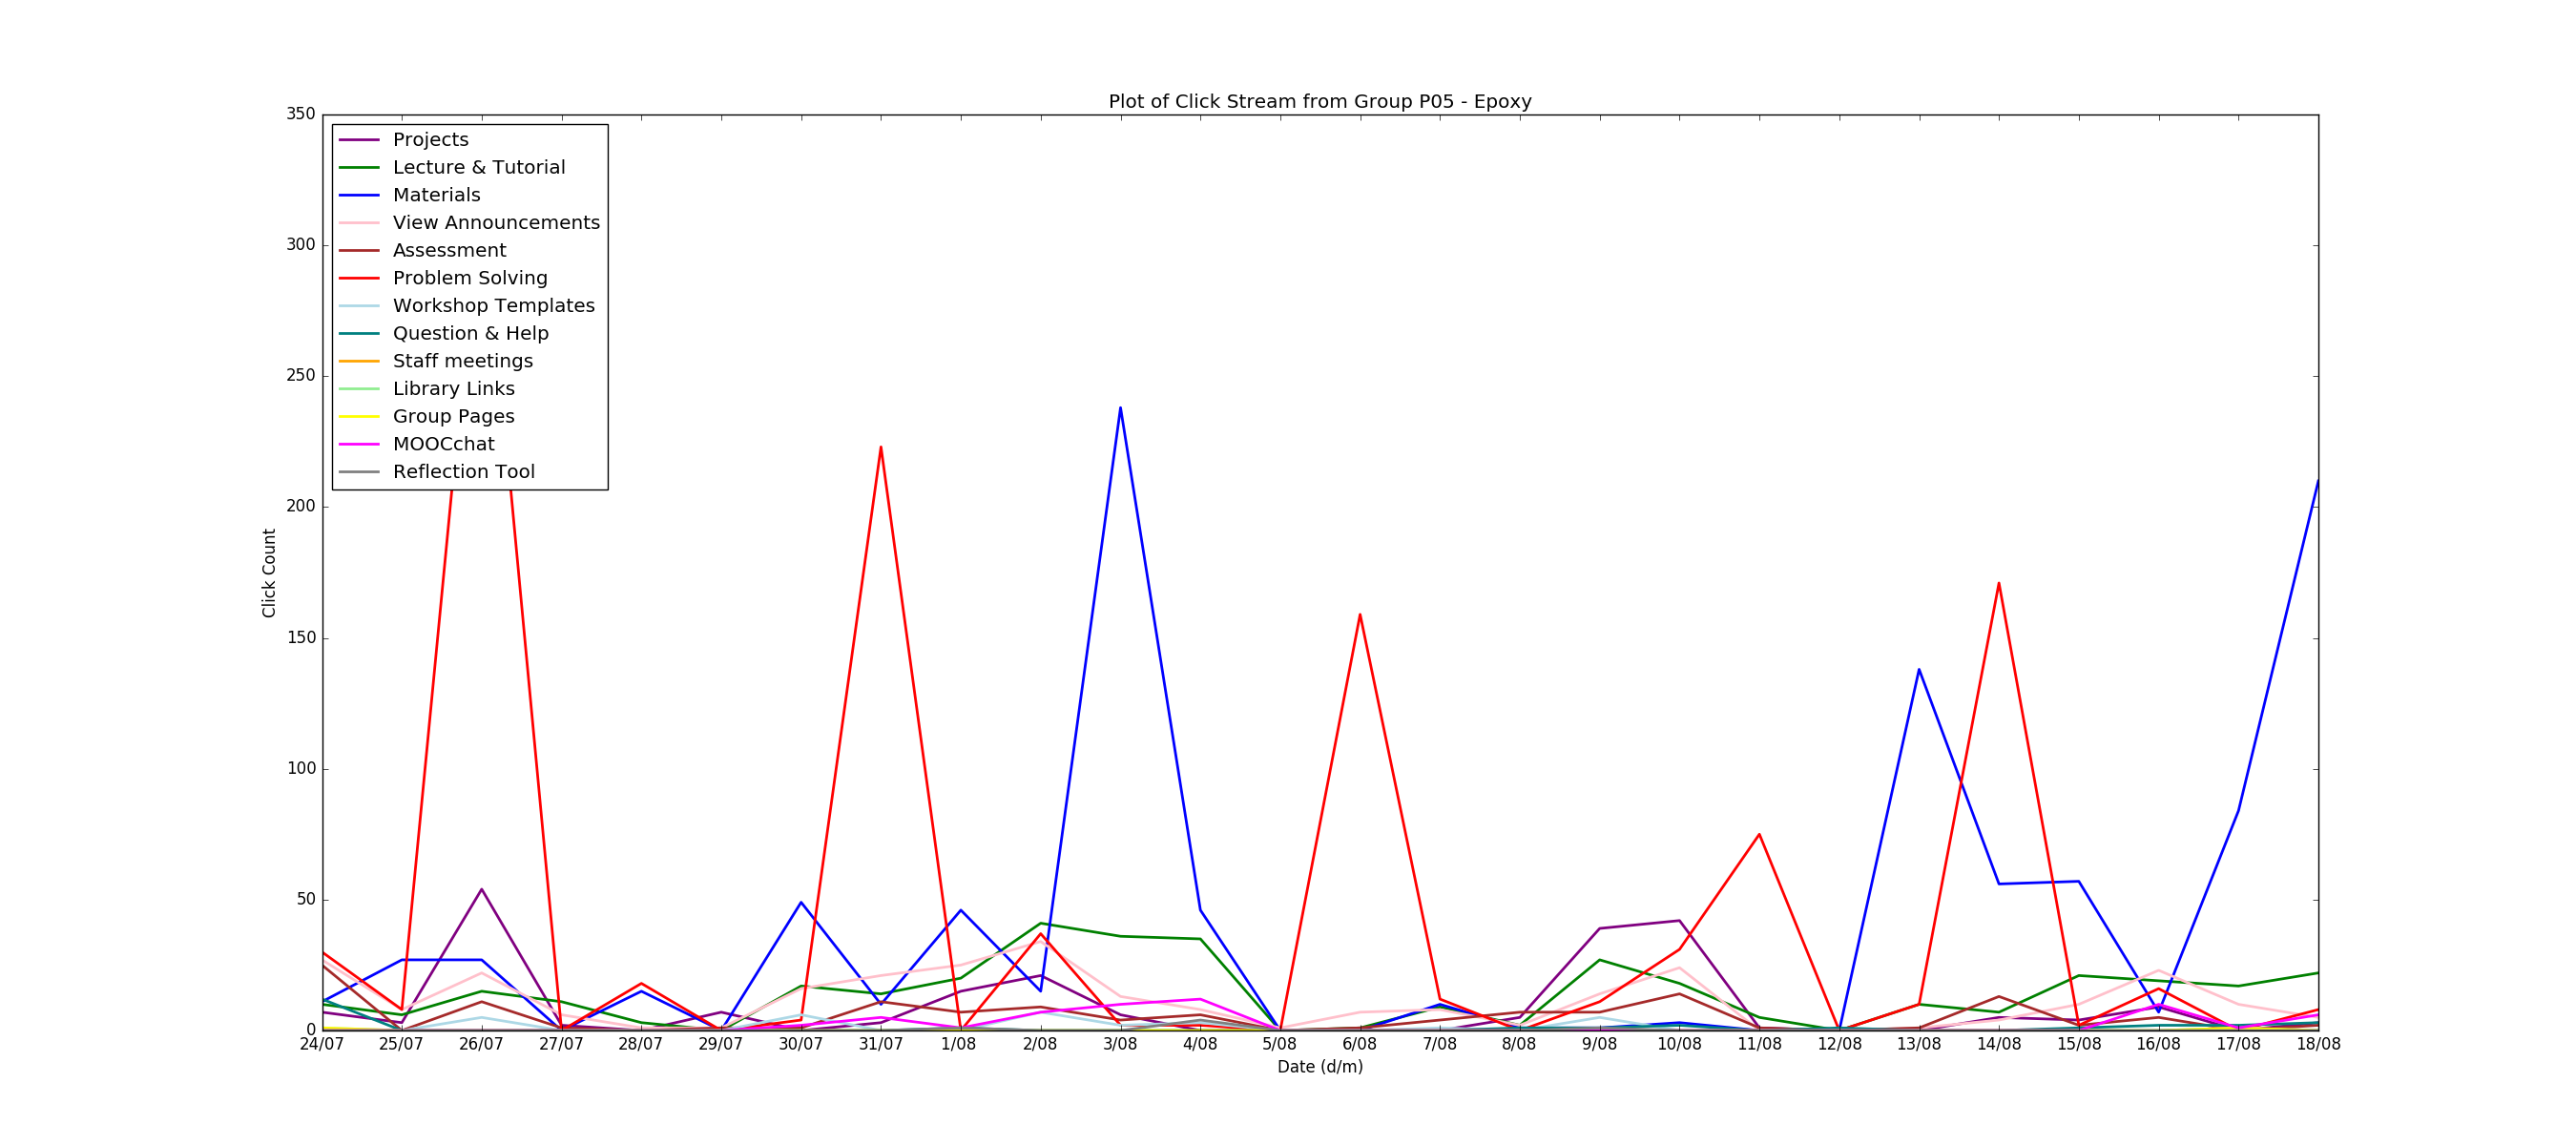 Plot of Click Stream from Group P05 - Epoxy
350
300
250
200
150
100
50
0
Click Count
Projects
Lecture & Tutorial
Materials
View Announcements
Assessment
Problem Solving
Workshop Templates
Question & Help
Staff meetings
Library Links
Group Pages
MOOCchat
Reflection Tool
24/07 25/07 26/07 27/07 28/07 29/07 30/07 31/07 1/08 2/08 3/08 4/08 5/08 6/08 7/08 8/08 9/08 10/08 11/08 12/08 13/08 14/08 15/08 16/08 17/08 18/08
Date (d/m)